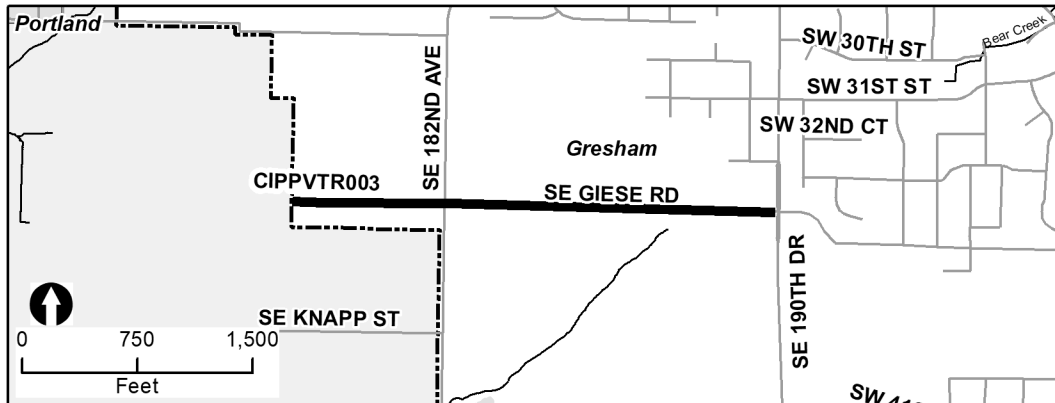 Portland
SE 182ND AVE
SW 30TH ST
Bear Creek
SW 31ST ST
SW 32ND CT
Gresham
CIPPVTR003
SE GIESE RD
SE 190TH DR
SE KNAPP ST
0 750 1,500
Feet